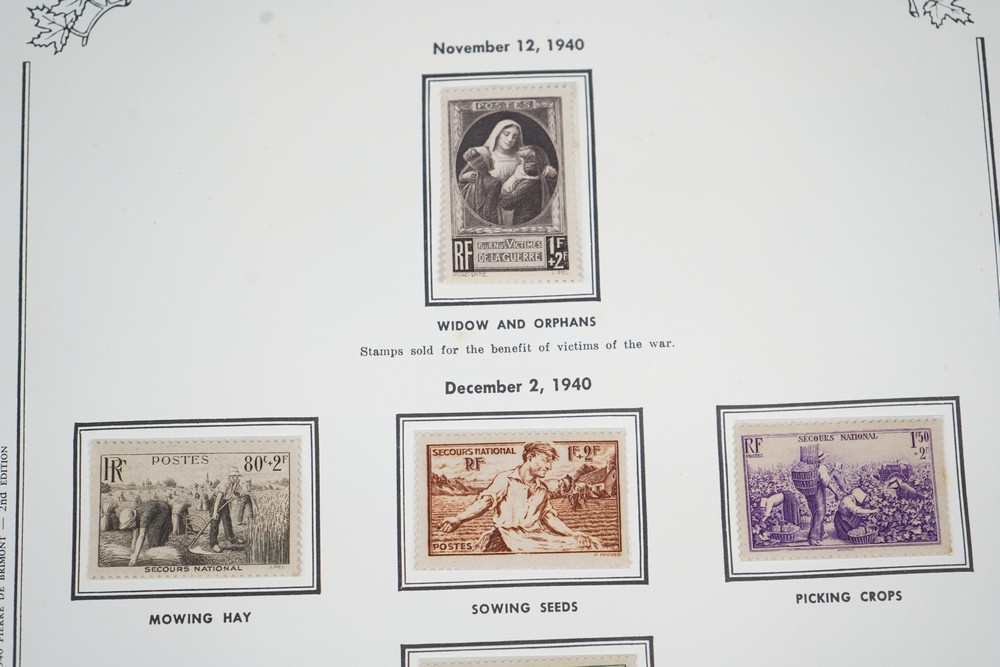 November 12, 1940
POSTES
RF
POUR NOS VICTIMES
DE LA GUERRE
1F
+2F
WIDOW AND ORPHANS
Stamps sold for the benefit of victims of the war.
December 2, 1940
RF
POSTES
80c+2F
SECOURS NATIONAL
MOWING HAY
SECOURS NATIONAL
RF
1F+2F
POSTES
SOWING SEEDS
RF
POSTES
SECOURS NATIONAL
1F50
+2F
PICKING CROPS
PIERRE DE BRIMONT — 2nd EDITION